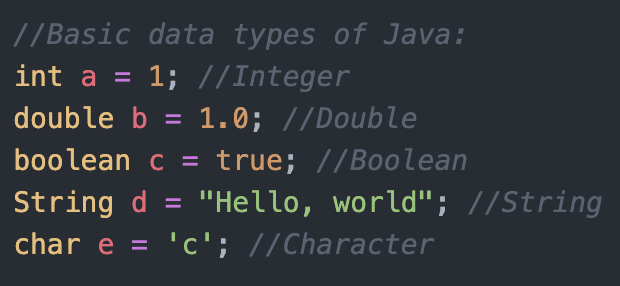 //Basic data types of Java:
int a = 1; //Integer
double b = 1.0; //Double
boolean c = true; //Boolean
String d = "Hello, world"; //String
char e = 'c'; //Character